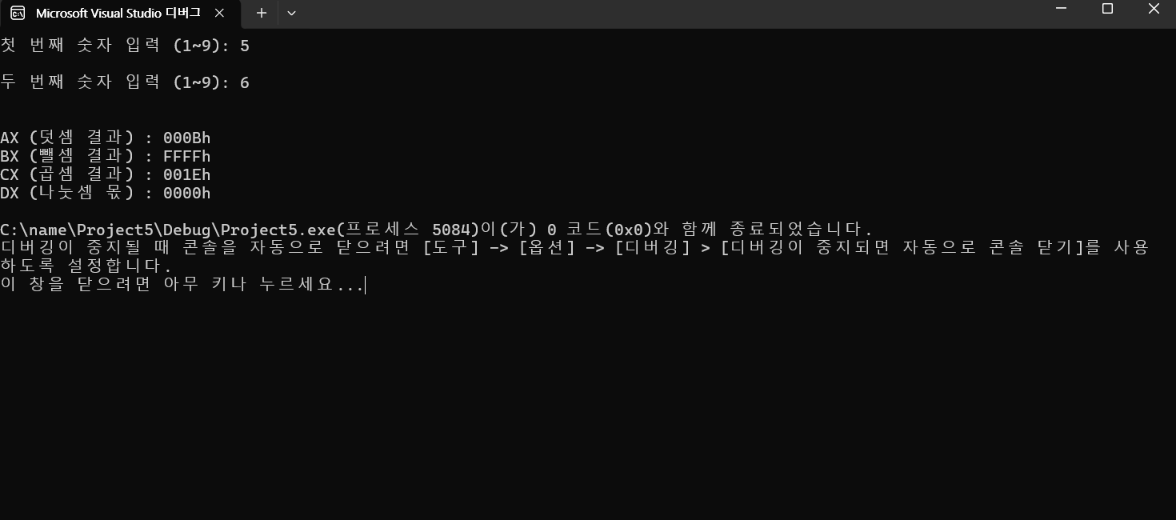 Microsoft Visual Studio 디버그
첫 번째 숫자 입력 (1~9): 5
두 번째 숫자 입력 (1~9): 6
AX (덧셈 결과) : 000Bh
BX (뺄셈 결과) : FFFFh
CX (곱셈 결과) : 001Eh
DX (나눗셈 몫) : 0000h
C:\name\Project5\Debug\Project5.exe(프로세스 5084)이(가) 0 코드(0x0)와 함께 종료되었습니다.
디버깅이 중지될 때 콘솔을 자동으로 닫으려면 [도구] -> [옵션] -> [디버깅] > [디버깅이 중지되면 자동으로 콘솔 닫기]를 사용
하도록 설정합니다.
이 창을 닫으려면 아무 키나 누르세요...